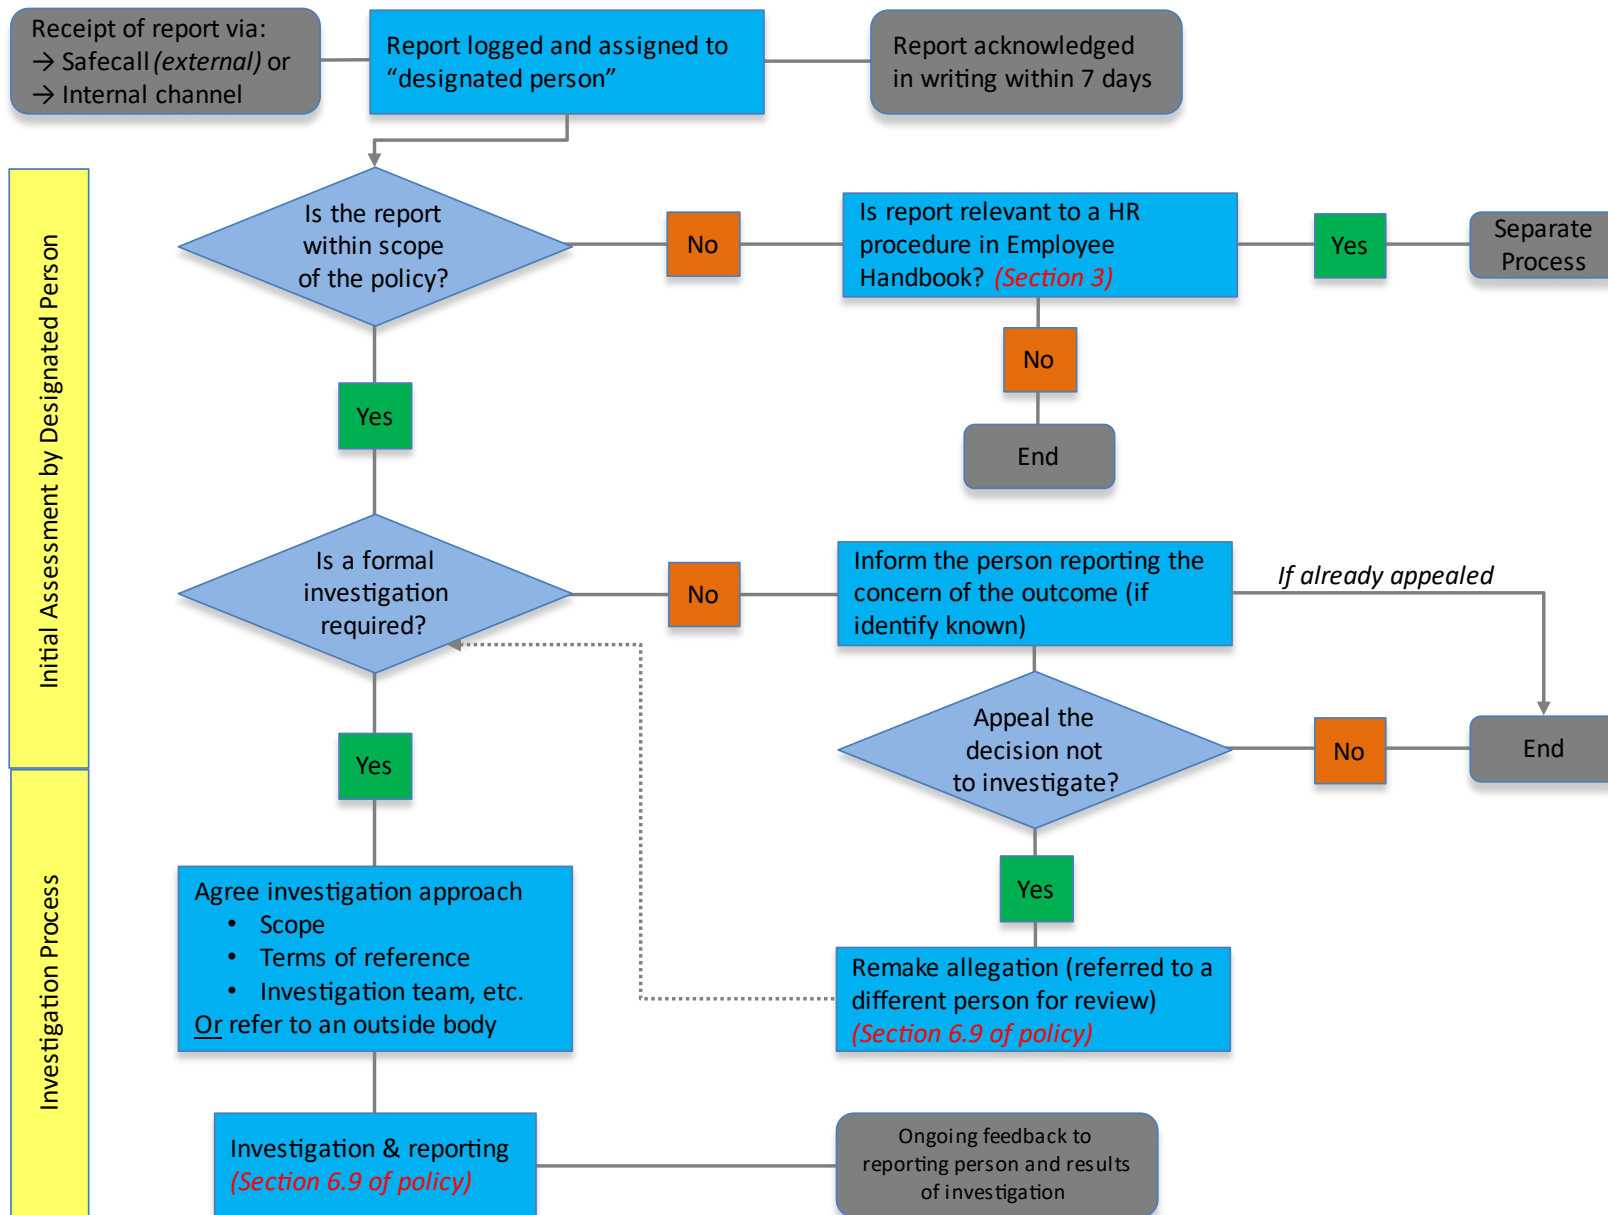 Receipt of report via:
→ Safecall (external) or
→ Internal channel
Report logged and assigned to
“designated person”
Report acknowledged
in writing within 7 days
Initial Assessment by Designated Person
Is the report
within scope
of the policy?
No
Is report relevant to a HR
procedure in Employee
Handbook? (Section 3)
Yes
Separate
Process
Yes
No
End
Is a formal
investigation
required?
No
Inform the person reporting the
concern of the outcome (if
identify known)
If already appealed
Appeal the
decision not
to investigate?
No
End
Yes
Yes
Investigation Process
Agree investigation approach
• Scope
• Terms of reference
• Investigation team, etc.
Or refer to an outside body
Remake allegation (referred to a
different person for review)
(Section 6.9 of policy)
Investigation & reporting
(Section 6.9 of policy)
Ongoing feedback to
reporting person and results
of investigation